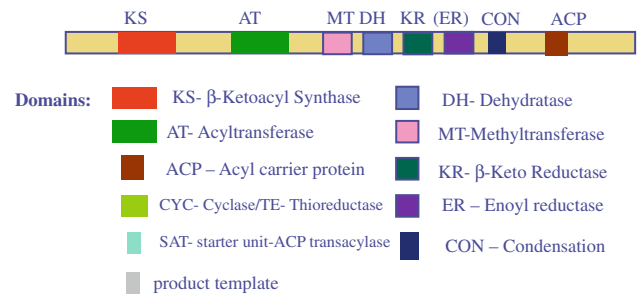 KS AT MT DH KR (ER) CON ACP
Domains:
KS- β-Ketoacyl Synthase
DH- Dehydratase
AT- Acyltransferase
MT-Methyltransferase
ACP – Acyl carrier protein
KR- β-Keto Reductase
CYC- Cyclase/TE- Thioreductase
ER – Enoyl reductase
SAT- starter unit-ACP transacylase
CON – Condensation
product template